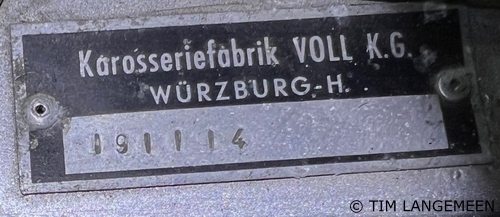 Karosseriefabrik VOLL K.G.
WÜRZBURG-H.
191114
© TIM LANGEMEEN